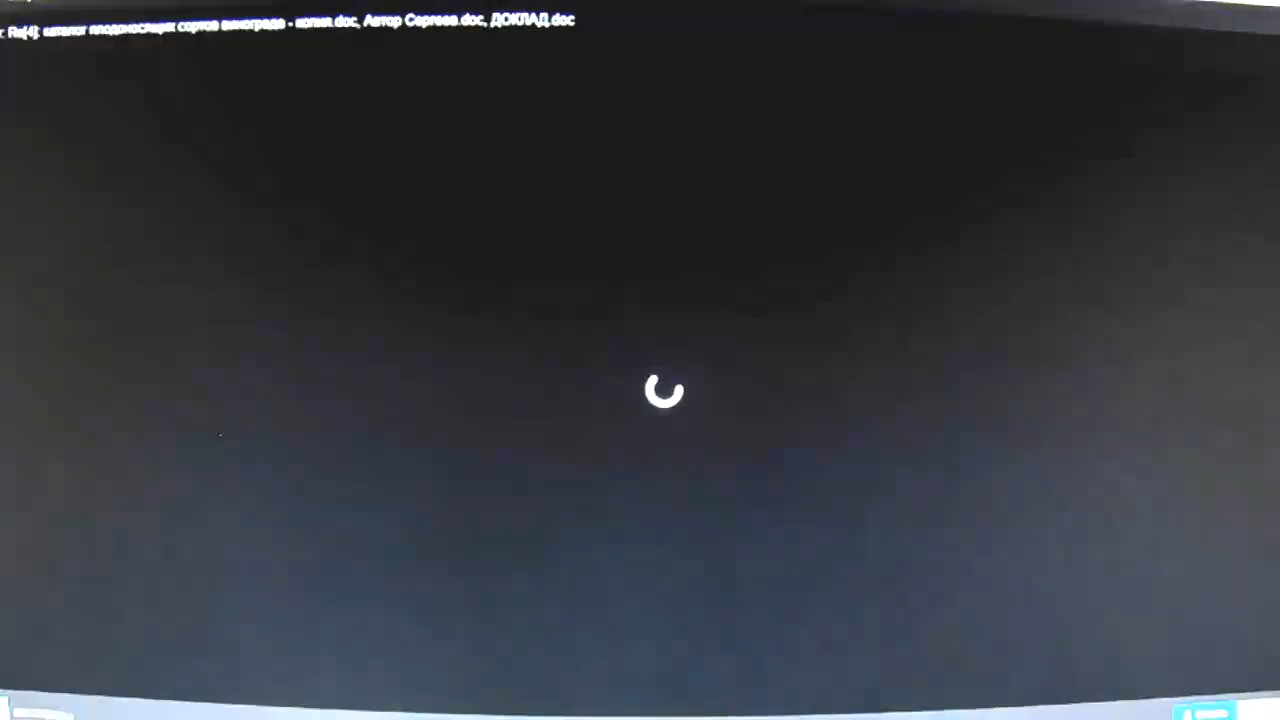 : Re[4]: каталог плодоносящих сортов винограда - копия.doc, Автор Сергеев.doc, ДОКЛАД.doc